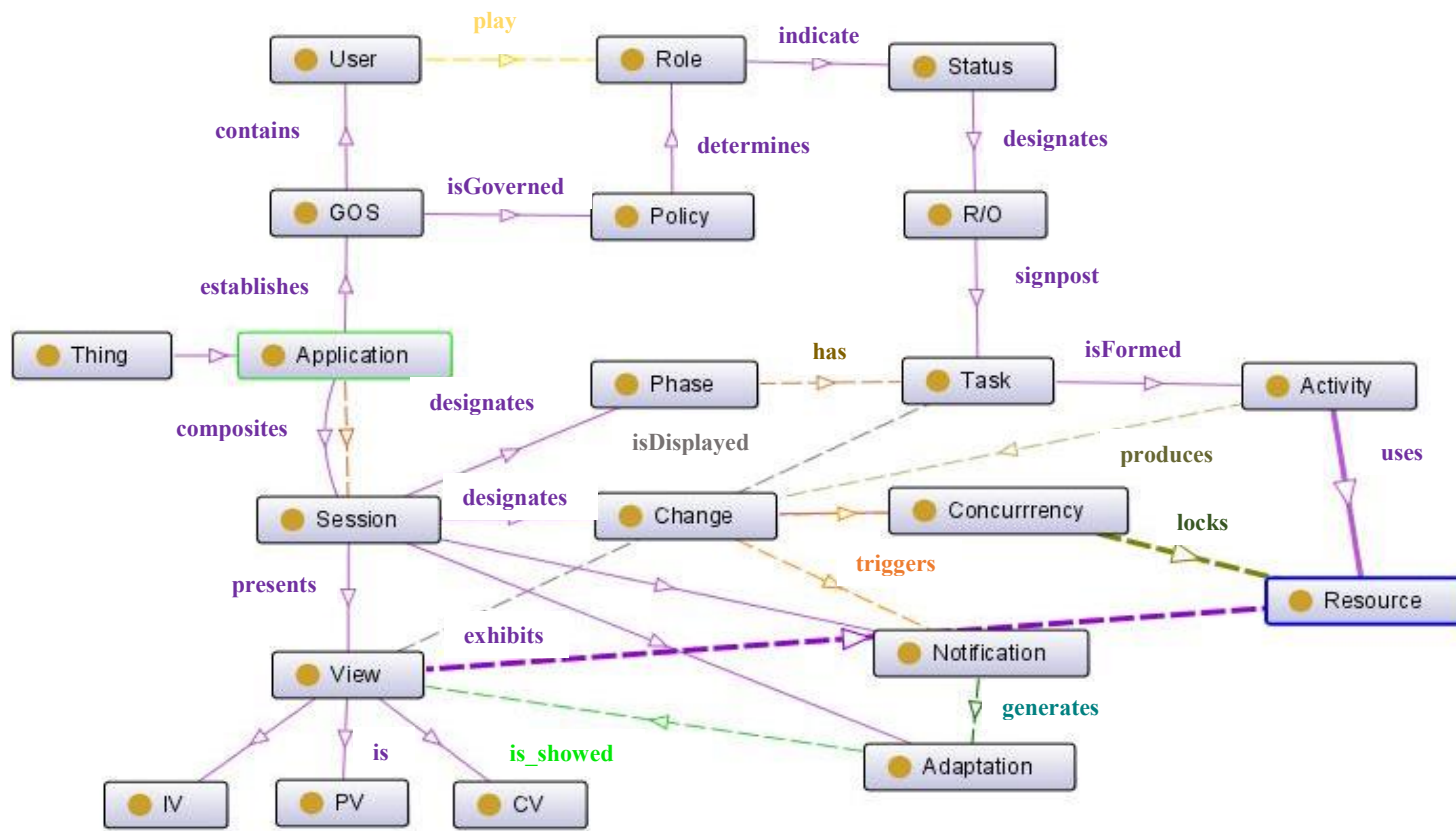 play
indicate
User
Role
Status
contains
determines
designates
isGoverned
GOS
Policy
R/O
establishes
signpost
Thing
Application
has
isFormed
designates
Phase
Task
Activity
composites
isDisplayed
produces
uses
designates
Session
Change
Concurrrency
locks
triggers
presents
Resource
exhibits
Notification
View
generates
is
is_showed
Adaptation
IV
PV
CV